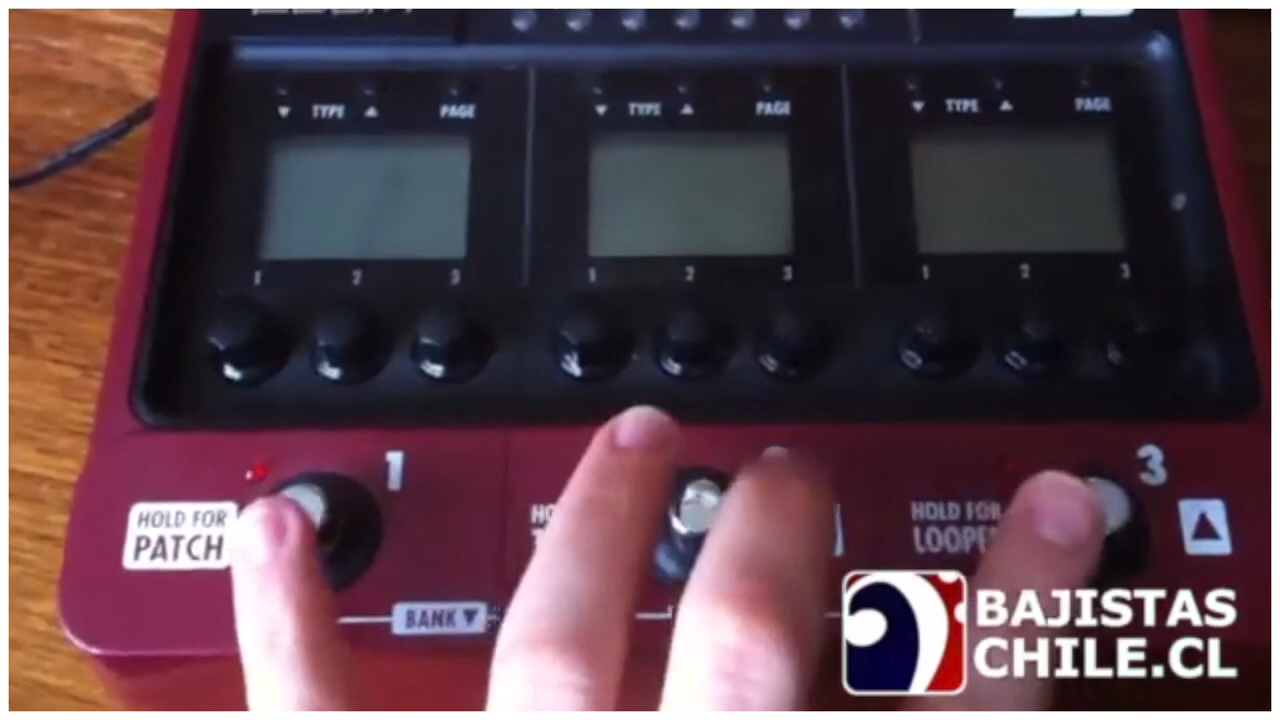 ▼ TYPE ▲ PAGE ▼ TYPE ▲ PAGE ▼ TYPE ▲ PAGE
1 2 3 1 2 3 1 2 3
1 3
HOLD FOR
PATCH
HOLD FOR
BANK ▼
BAJISTAS
CHILE.CL